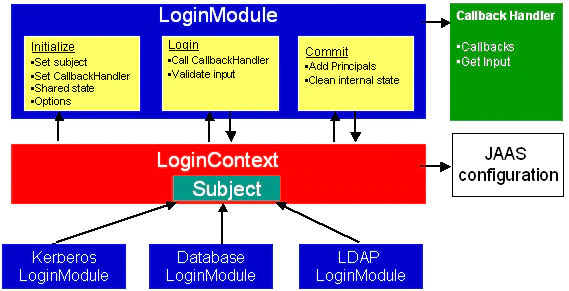 LoginModule
Initialize
▪Set subject
▪Set CallbackHandler
▪Shared state
▪Options
Login
▪Call CallbackHandler
▪Validate input
Commit
▪Add Principals
▪Clean internal state
Callback Handler
▪Callbacks
▪Get Input
LoginContext
Subject
JAAS
configuration
Kerberos
LoginModule
Database
LoginModule
LDAP
LoginModule